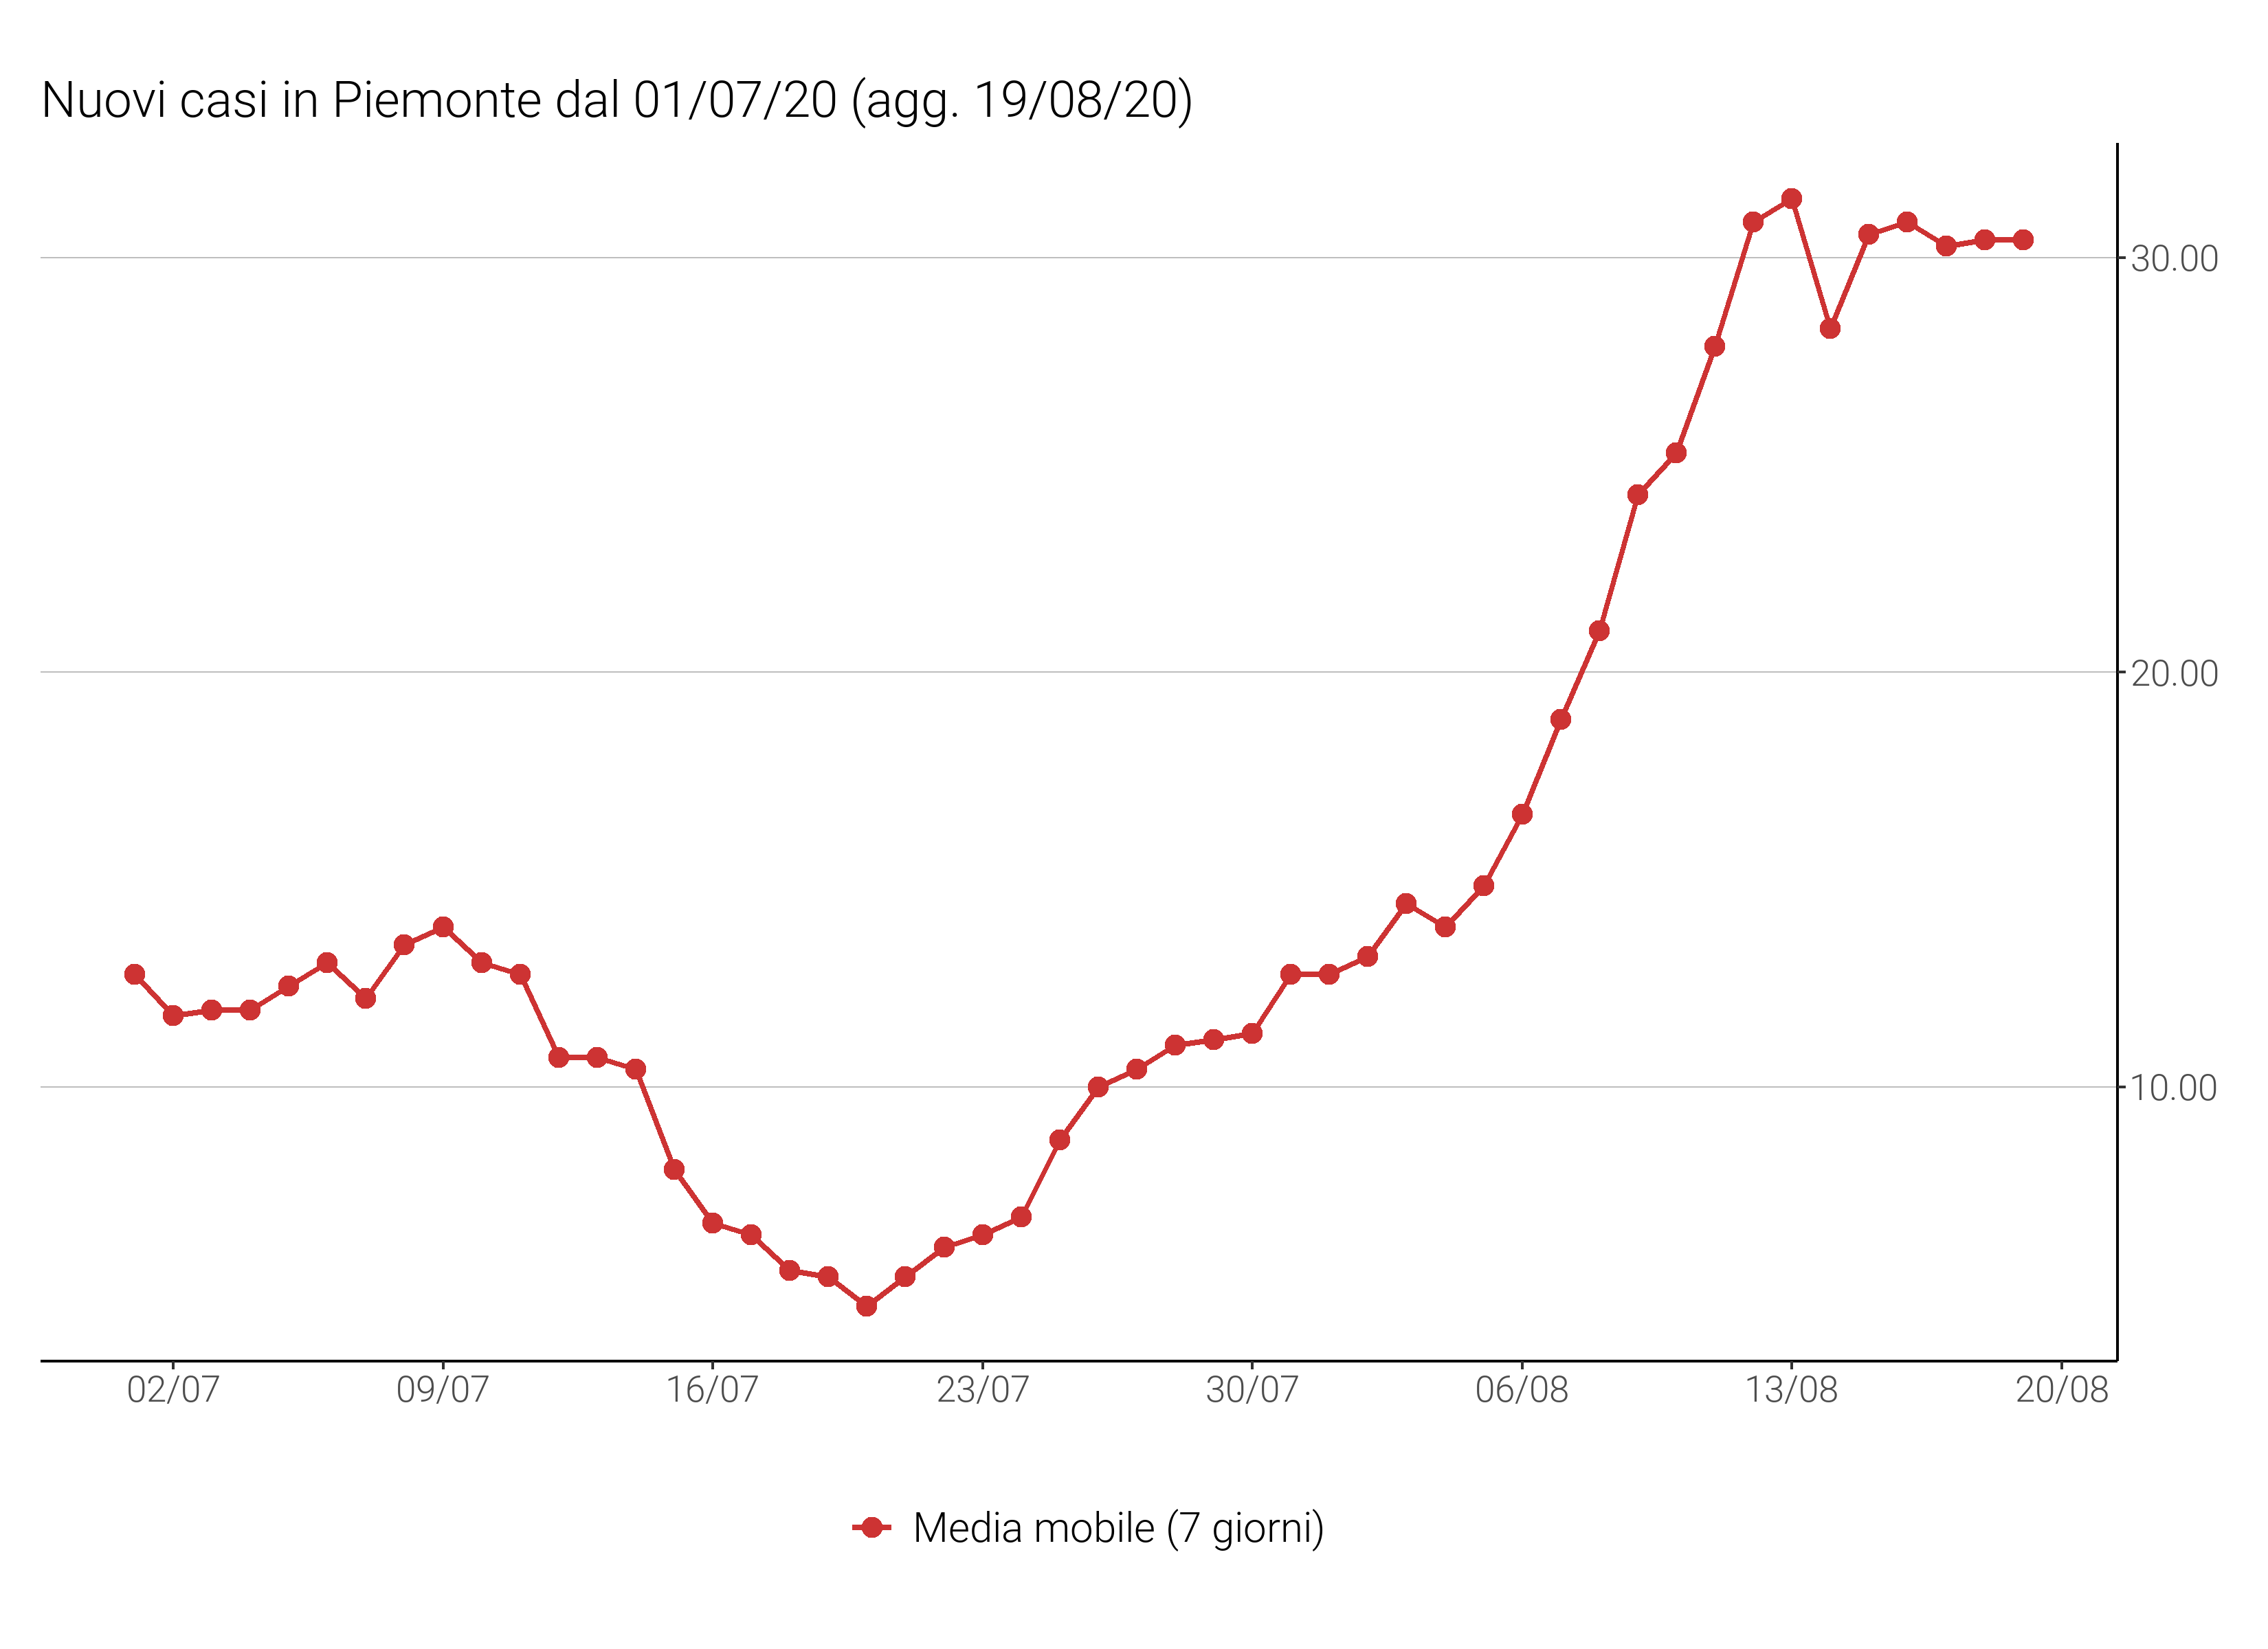 Nuovi casi in Piemonte dal 01/07/20 (agg. 19/08/20)
30.00
20.00
10.00
02/07 09/07 16/07 23/07 30/07 06/08 13/08 20/08
Media mobile (7 giorni)